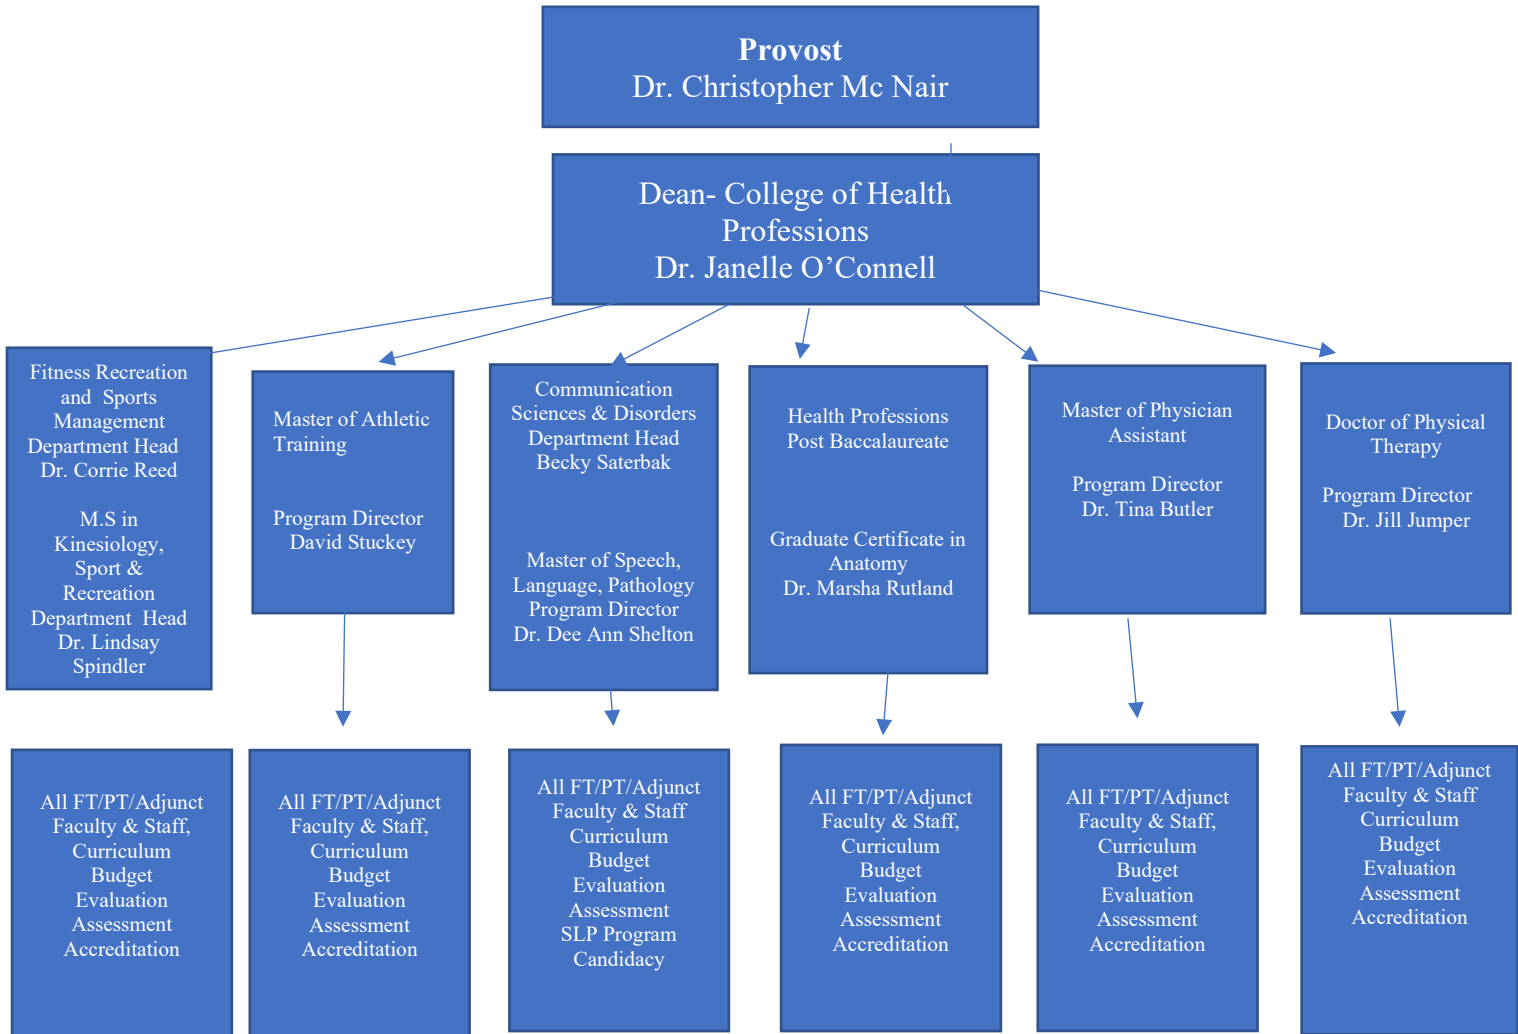 Provost
Dr. Christopher Mc Nair
Dean- College of Health
Professions
Dr. Janelle O’Connell
Fitness Recreation
and Sports
Management
Department Head
Dr. Corrie Reed
M.S in
Kinesiology,
Sport &
Recreation
Department Head
Dr. Lindsay
Spindler
Master of Athletic
Training
Program Director
David Stuckey
Communication
Sciences & Disorders
Department Head
Becky Saterbak
Master of Speech,
Language, Pathology
Program Director
Dr. Dee Ann Shelton
Health Professions
Post Baccalaureate
Graduate Certificate in
Anatomy
Dr. Marsha Rutland
Master of Physician
Assistant
Program Director
Dr. Tina Butler
Doctor of Physical
Therapy
Program Director
Dr. Jill Jumper
All FT/PT/Adjunct
Faculty & Staff,
Curriculum
Budget
Evaluation
Assessment
Accreditation
All FT/PT/Adjunct
Faculty & Staff,
Curriculum
Budget
Evaluation
Assessment
Accreditation
All FT/PT/Adjunct
Faculty & Staff
Curriculum
Budget
Evaluation
Assessment
SLP Program
Candidacy
All FT/PT/Adjunct
Faculty & Staff,
Curriculum
Budget
Evaluation
Assessment
Accreditation
All FT/PT/Adjunct
Faculty & Staff,
Curriculum
Budget
Evaluation
Assessment
Accreditation
All FT/PT/Adjunct
Faculty & Staff
Curriculum
Budget
Evaluation
Assessment
Accreditation